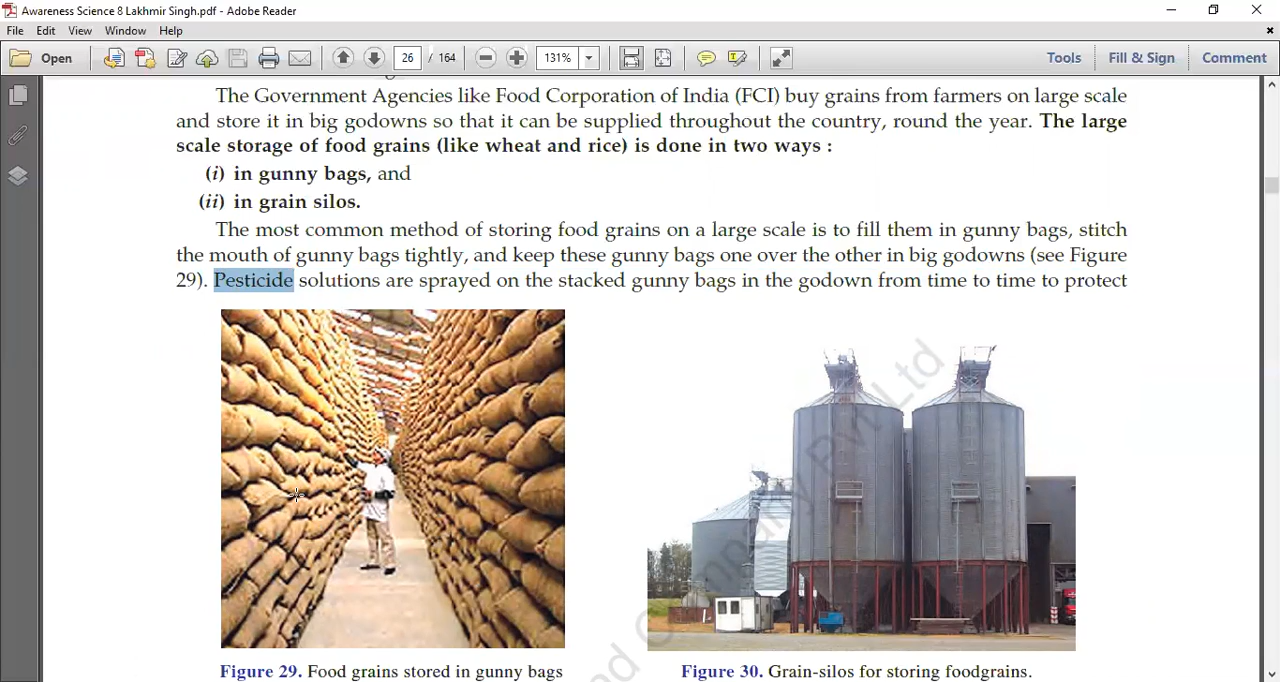 Awareness Science 8 Lakhmir Singh.pdf - Adobe Reader
File Edit View Window Help
Open 26 / 164 131% Tools Fill & Sign Comment
The Government Agencies like Food Corporation of India (FCI) buy grains from farmers on large scale
and store it in big godowns so that it can be supplied throughout the country, round the year. The large
scale storage of food grains (like wheat and rice) is done in two ways :
(i) in gunny bags, and
(ii) in grain silos.
The most common method of storing food grains on a large scale is to fill them in gunny bags, stitch
the mouth of gunny bags tightly, and keep these gunny bags one over the other in big godowns (see Figure
29). Pesticide solutions are sprayed on the stacked gunny bags in the godown from time to time to protect
Figure 29. Food grains stored in gunny bags
Figure 30. Grain-silos for storing foodgrains.
nd Company Pvt Ltd